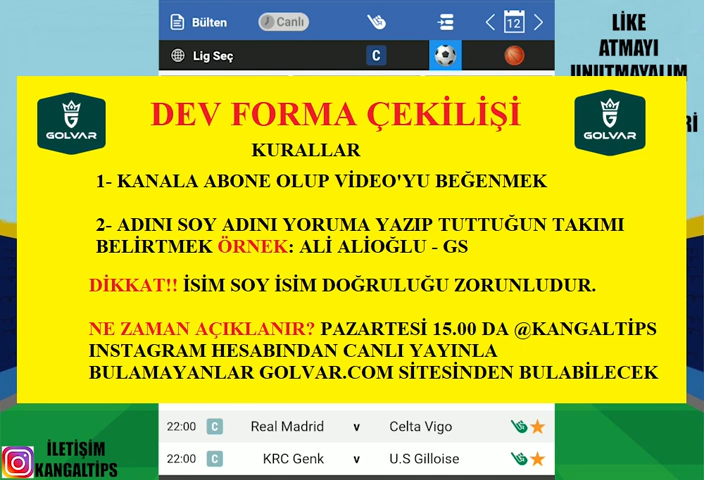 Bülten
Canlı
12
Lig Seç
C
LİKE
ATMAYI
UNUTMAYALIM
GOLVAR
DEV FORMA ÇEKİLİŞİ
GOLVAR
KURALLAR
1- KANALA ABONE OLUP VİDEO'YU BEĞENMEK
2- ADINI SOY ADINI YORUMA YAZIP TUTTUĞUN TAKIMI
BELİRTMEK ÖRNEK: ALİ ALİOĞLU - GS
DİKKAT!! İSİM SOY İSİM DOĞRULUĞU ZORUNLUDUR.
NE ZAMAN AÇIKLANIR? PAZARTESİ 15.00 DA @KANGALTİPS
INSTAGRAM HESABINDAN CANLI YAYINLA
BULAMAYANLAR GOLVAR.COM SİTESİNDEN BULABİLECEK
22:00 C Real Madrid v Celta Vigo
22:00 C KRC Genk v U.S Gilloise
İLETİŞİM
KANGALTİPS